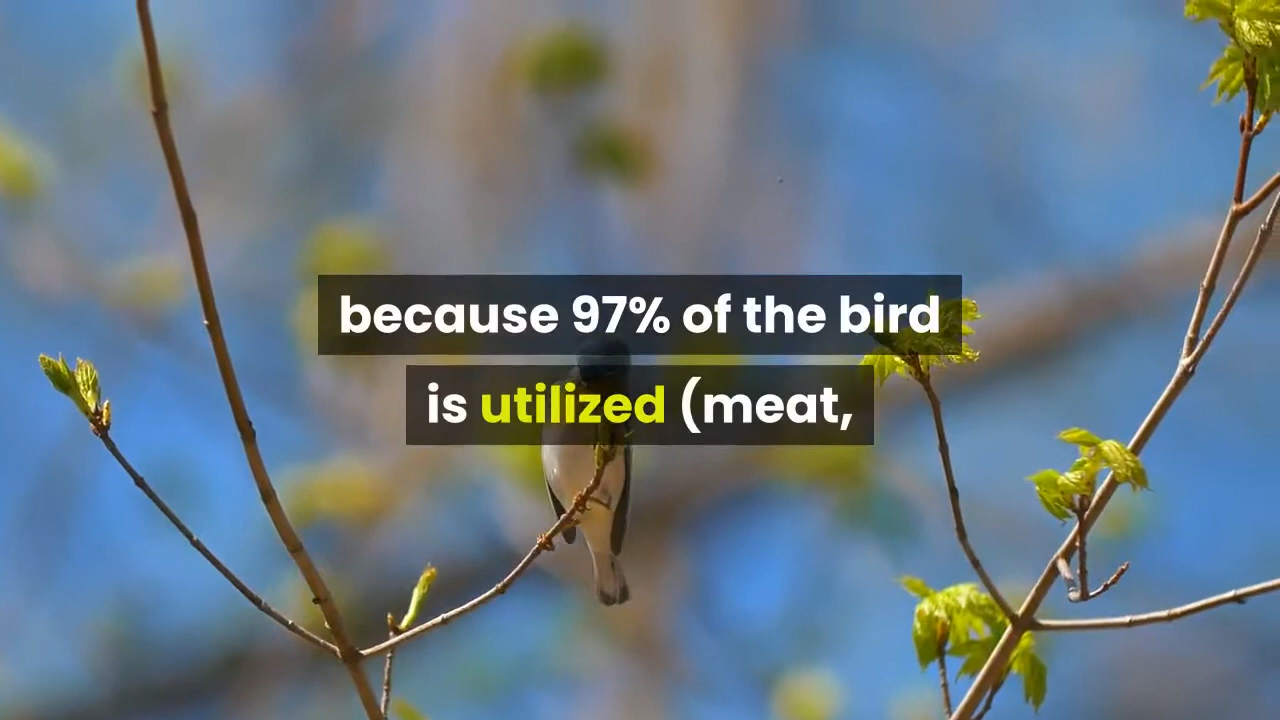 because 97% of the bird
is utilized (meat,